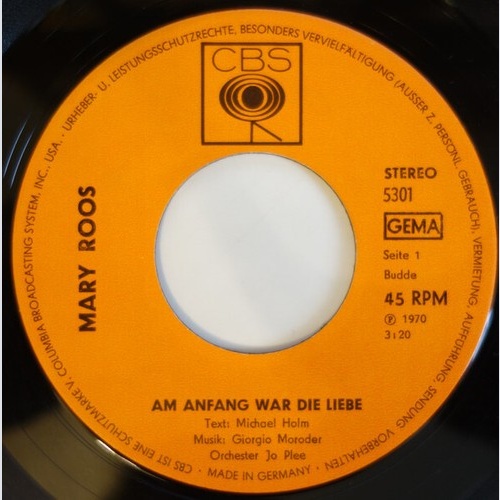 CBS
STEREO
5301
GEMA
Seite 1
Budde
45 RPM
℗ 1970
3:20
MARY ROOS
AM ANFANG WAR DIE LIEBE
Text: Michael Holm
Musik: Giorgio Moroder
Orchester Jo Plee
CBS IST EINE SCHUTZMARKE V. COLUMBIA BROADCASTING SYSTEM, INC., USA. · URHEBER- U. LEISTUNGSSCHUTZRECHTE, BESONDERS VERVIELFÄLTIGUNG (AUSSER Z. PERSÖNL. GEBRAUCH), VERMIETUNG, AUFFÜHRUNG, SENDUNG VORBEHALTEN · MADE IN GERMANY ·